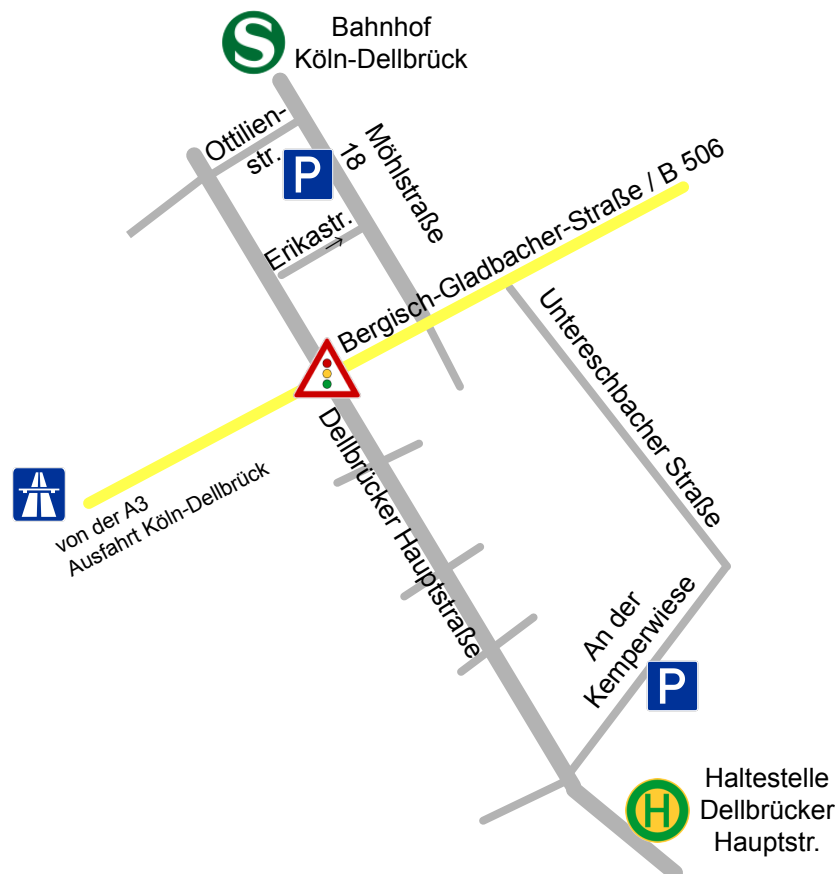 S
Bahnhof
Köln-Dellbrück
Ottilien-
str.
P
18
Möhlstraße
Erikastr.
→
Bergisch-Gladbacher-Straße / B 506
Untereschbacher Straße
von der A3
Ausfahrt Köln-Dellbrück
Dellbrücker Hauptstraße
An der
Kemperwiese
P
H
Haltestelle
Dellbrücker
Hauptstr.